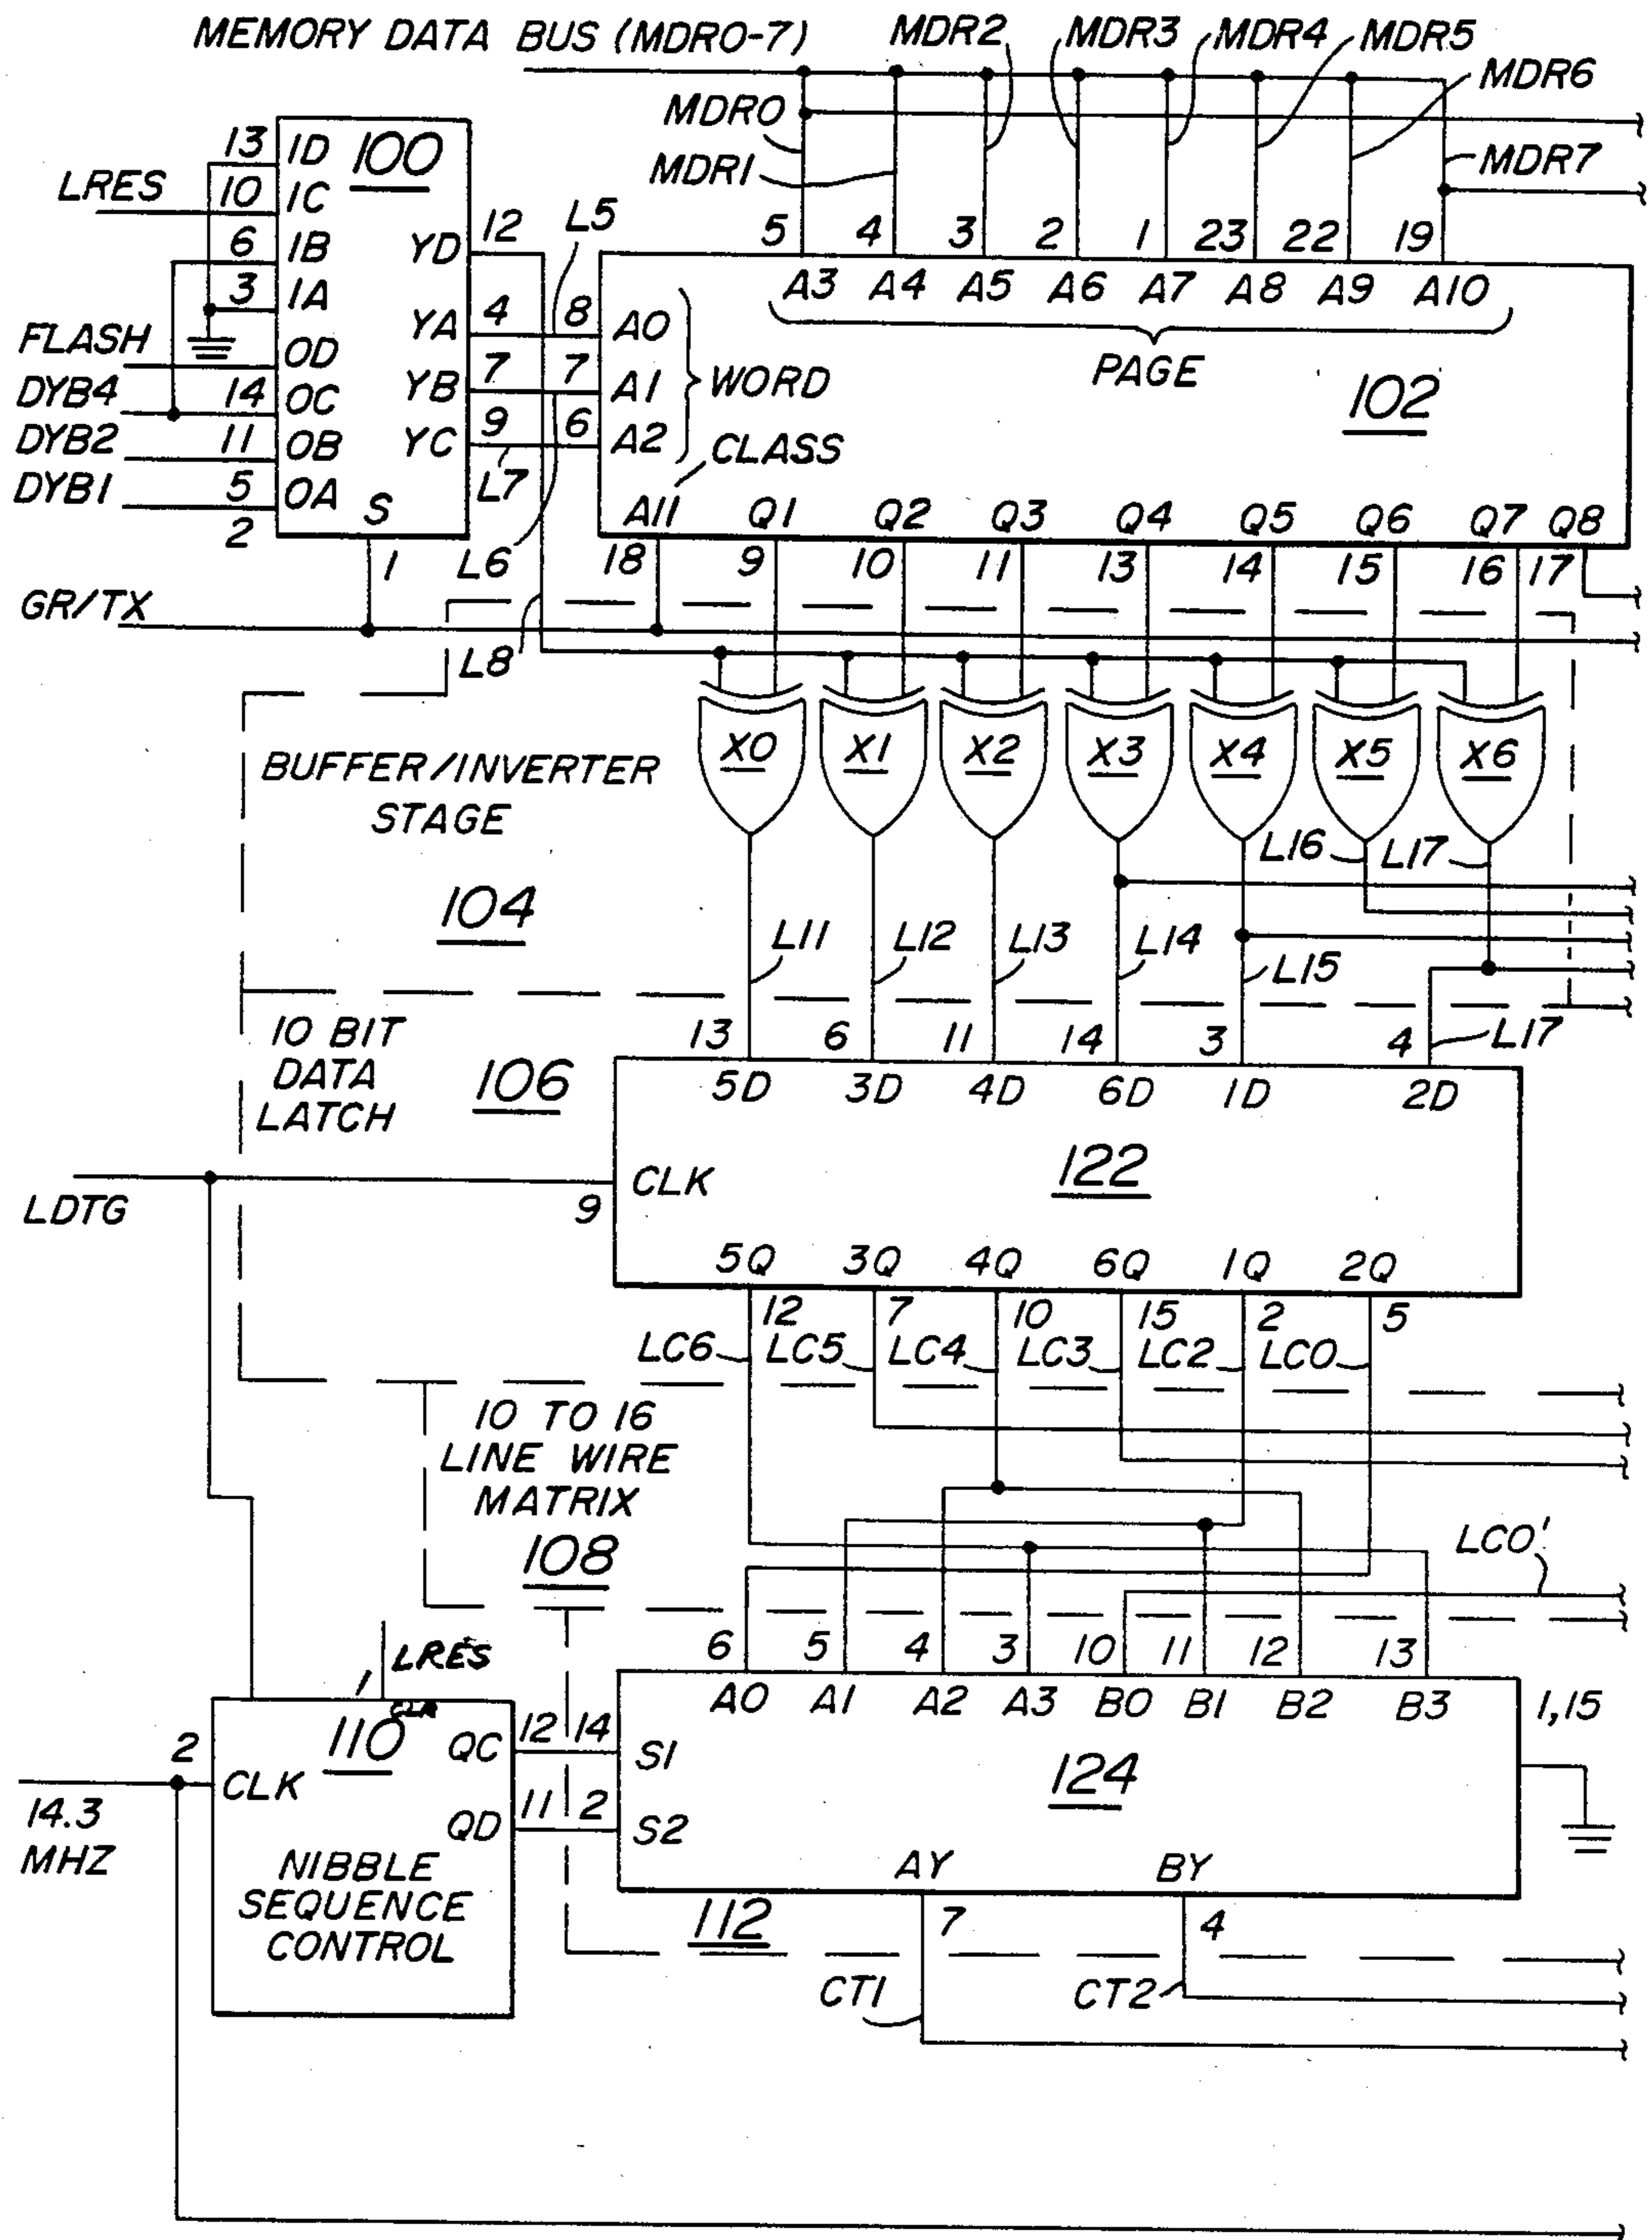 MEMORY DATA BUS (MDR0-7)
MDR2
MDR3
MDR4
MDR5
MDR6
MDR0
MDR1
MDR7
13 1D 100
LRES 10 1C
6 1B YD 12 L5
3 1A YA 4 8 A0
FLASH 0D
DYB4 14 0C YB 7 7 A1 WORD
DYB2 11 0B YC 9 6 A2
DYB1 5 0A S L7 CLASS
2 1 L6
5 4 3 2 1 23 22 19
A3 A4 A5 A6 A7 A8 A9 A10
PAGE
102
A11 Q1 Q2 Q3 Q4 Q5 Q6 Q7 Q8
18 9 10 11 13 14 15 16 17
GR/TX
L8
X0 X1 X2 X3 X4 X5 X6
BUFFER/INVERTER
STAGE
104
L16 L17
L11 L12 L13 L14 L15
10 BIT
DATA
LATCH
106
13 6 11 14 3 4 L17
5D 3D 4D 6D 1D 2D
122
LDTG
9 CLK
5Q 3Q 4Q 6Q 1Q 2Q
12 7 10 15 2 5
LC6 LC5 LC4 LC3 LC2 LC0
10 TO 16
LINE WIRE
MATRIX
108
LC0'
6 5 4 3 10 11 12 13
A0 A1 A2 A3 B0 B1 B2 B3
1,15
1 LRES
CLR
110 QC 12 14 S1
124
2 CLK
14.3
MHZ
QD 11 2 S2
NIBBLE
SEQUENCE
CONTROL
AY BY
112 7 4
CT1 CT2